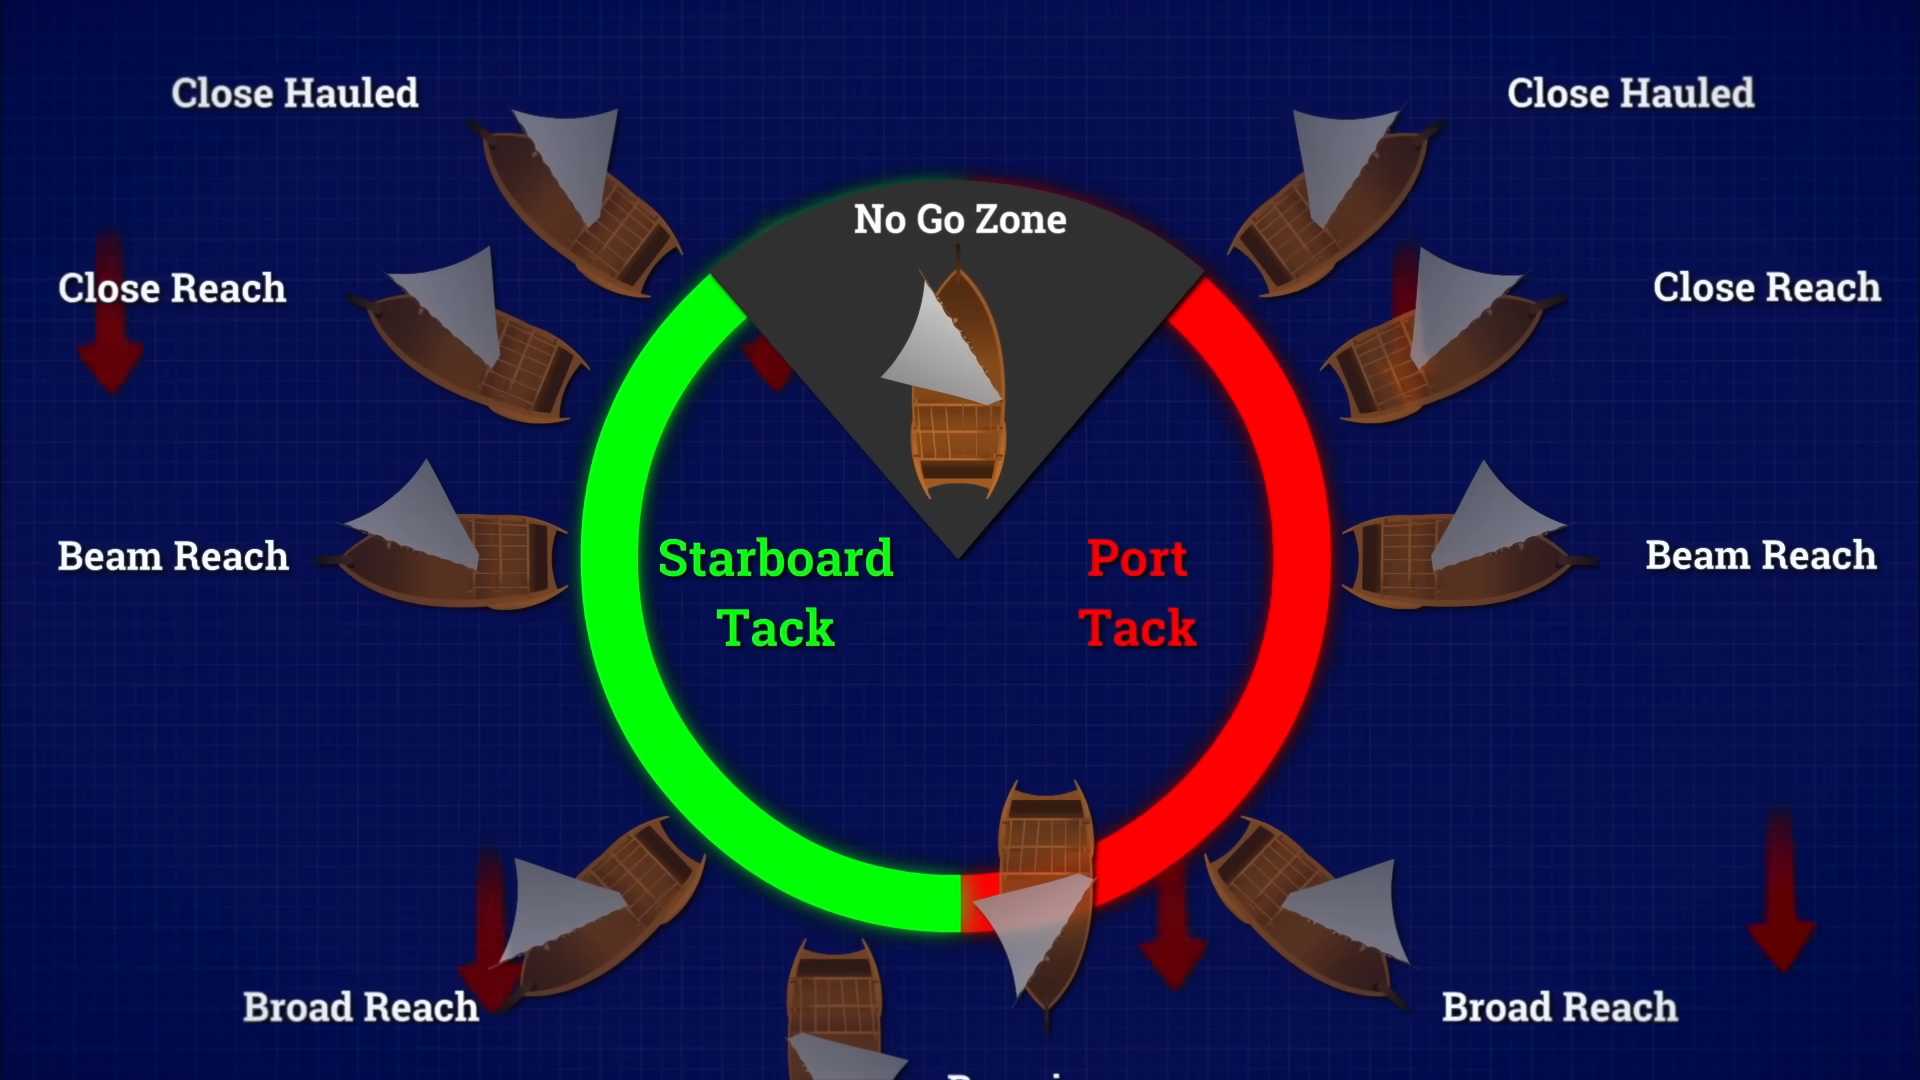 Close Hauled
Close Hauled
No Go Zone
Close Reach
Close Reach
Beam Reach
Starboard
Tack
Port
Tack
Beam Reach
Broad Reach
Broad Reach